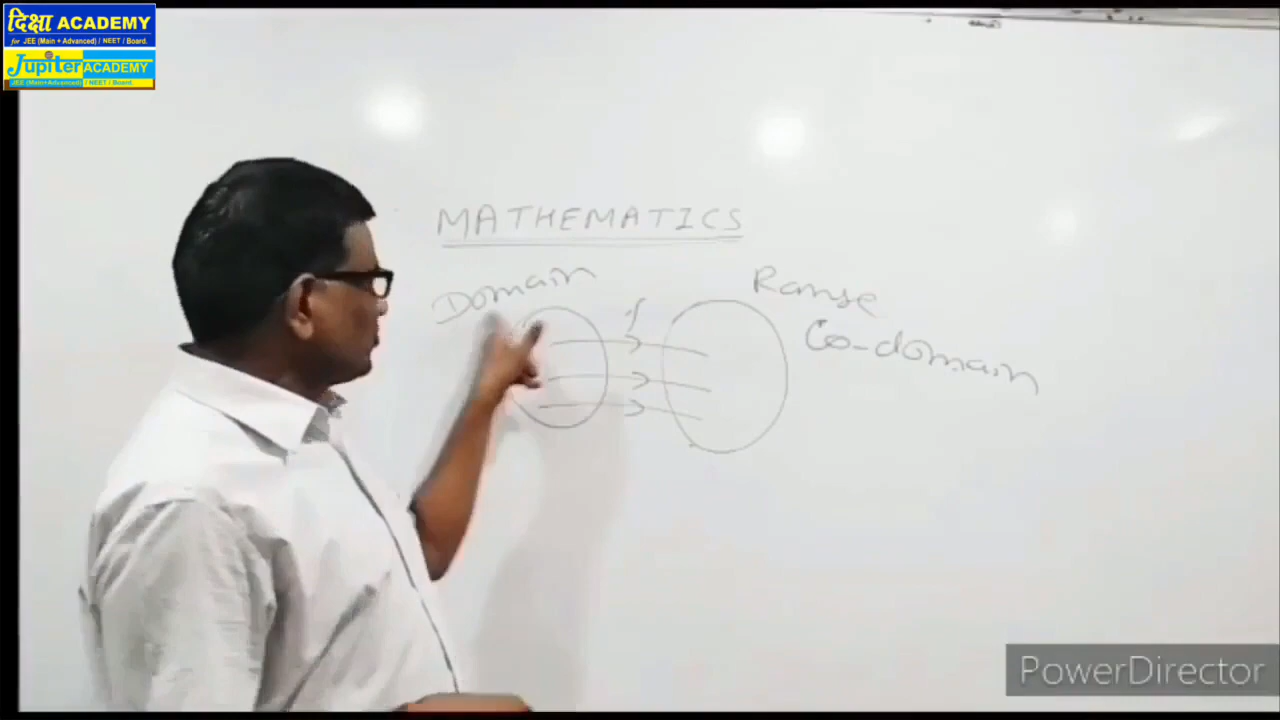 दिक्षा ACADEMY
for JEE (Main + Advanced) / NEET / Board.
Jupiter ACADEMY
JEE (Main+Advanced) / NEET / Board.
MATHEMATICS
Domain
f
Range
Co-domain
PowerDirector